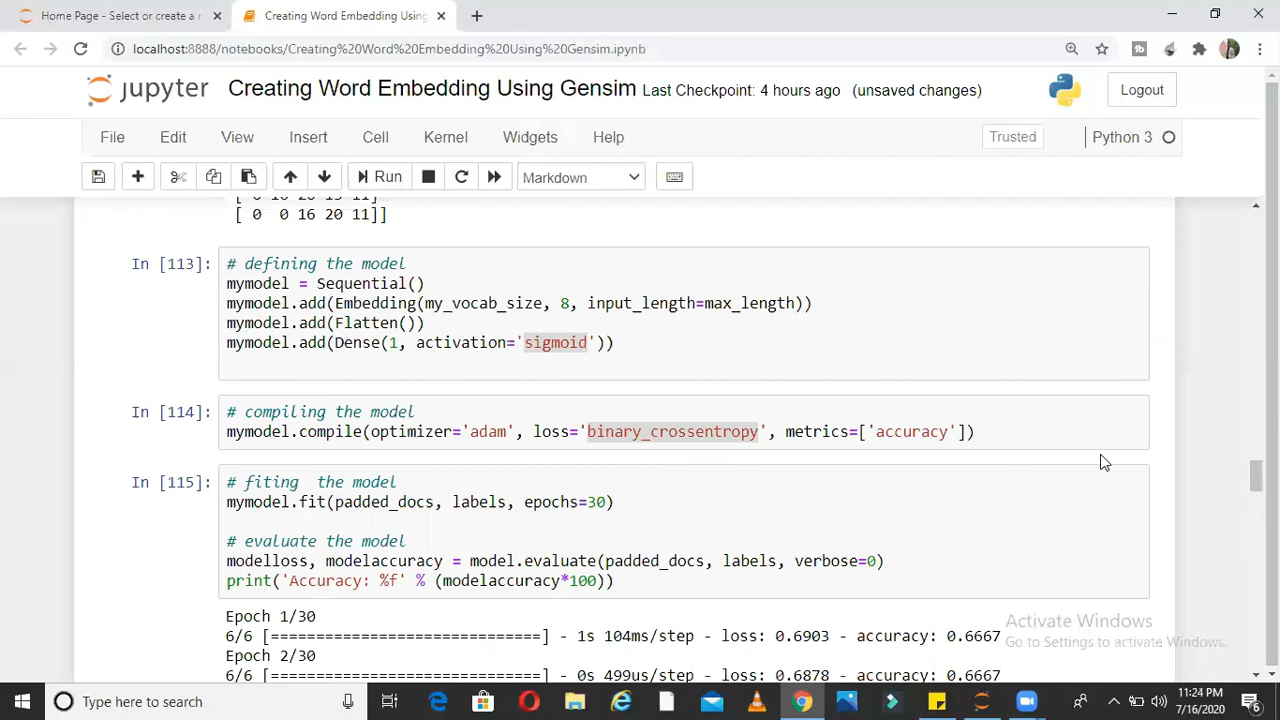 Home Page - Select or create a n
Creating Word Embedding Using
localhost:8888/notebooks/Creating%20Word%20Embedding%20Using%20Gensim.ipynb
jupyter Creating Word Embedding Using Gensim Last Checkpoint: 4 hours ago (unsaved changes)
Logout
File Edit View Insert Cell Kernel Widgets Help
Trusted
Python 3
Run
Markdown
[ 0 0 16 20 11]]
In [113]: # defining the model
mymodel = Sequential()
mymodel.add(Embedding(my_vocab_size, 8, input_length=max_length))
mymodel.add(Flatten())
mymodel.add(Dense(1, activation='sigmoid'))
In [114]: # compiling the model
mymodel.compile(optimizer='adam', loss='binary_crossentropy', metrics=['accuracy'])
In [115]: # fiting  the model
mymodel.fit(padded_docs, labels, epochs=30)
# evaluate the model
modelloss, modelaccuracy = model.evaluate(padded_docs, labels, verbose=0)
print('Accuracy: %f' % (modelaccuracy*100))
Epoch 1/30
6/6 [==============================] - 1s 104ms/step - loss: 0.6903 - accuracy: 0.6667
Epoch 2/30
6/6 [==============================] - 0s 499us/step - loss: 0.6878 - accuracy: 0.6667
Activate Windows
Go to Settings to activate Windows.
Type here to search
11:24 PM
7/16/2020
6